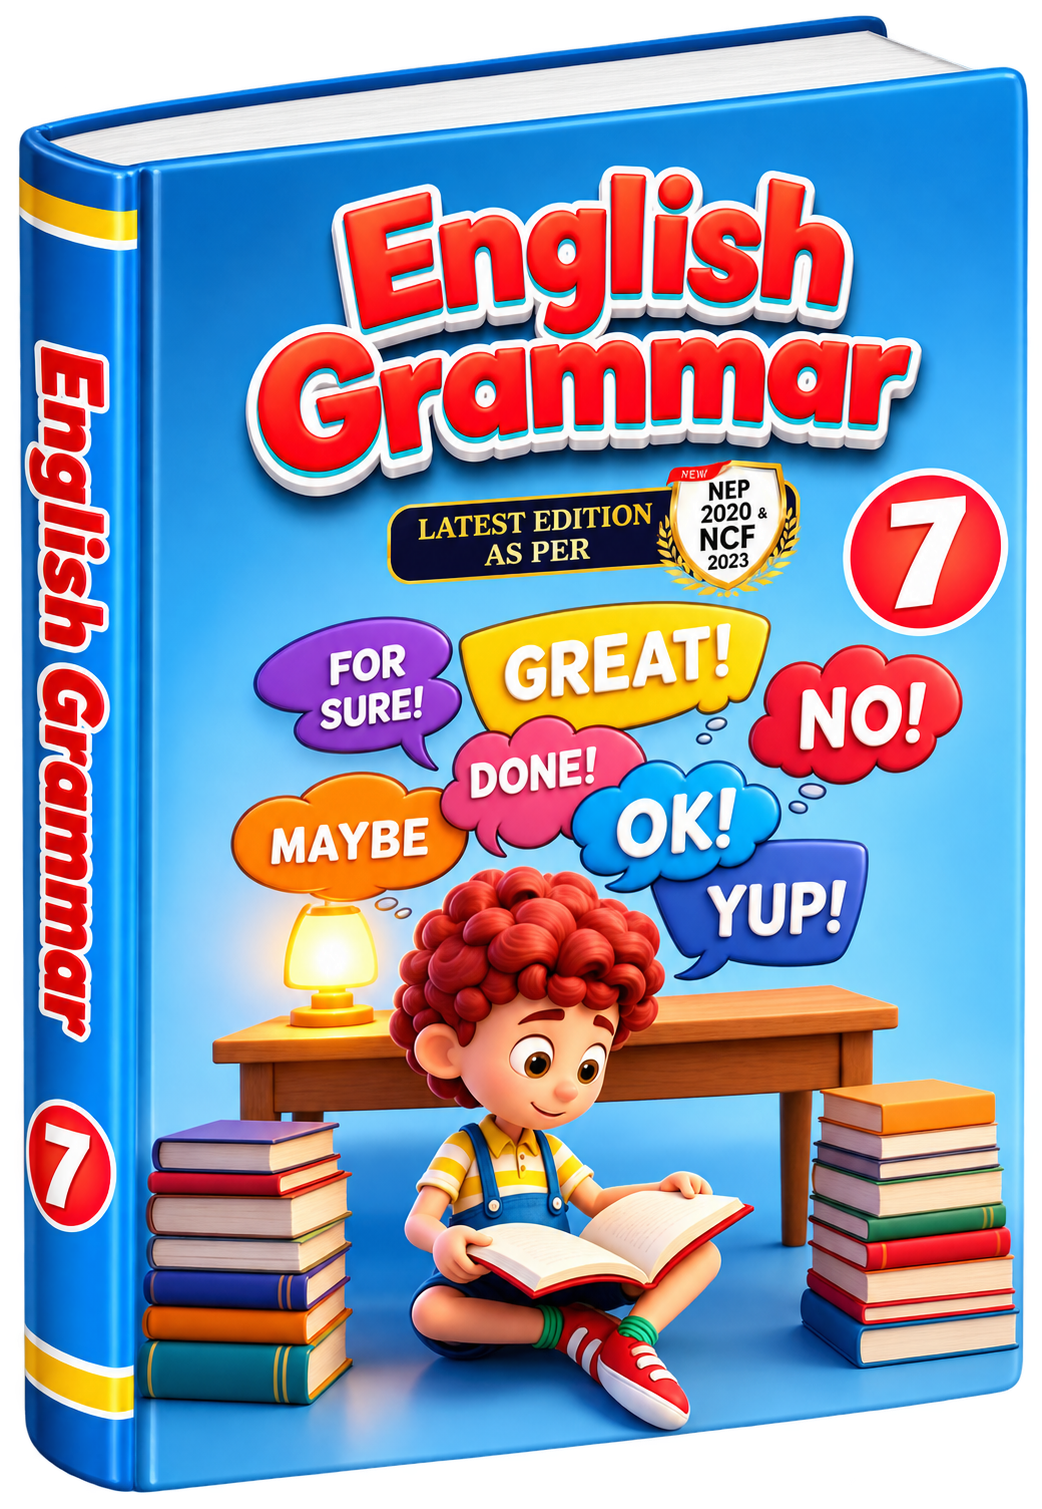 English
Grammar
LATEST EDITION
AS PER
NEW!
NEP
2020 &
NCF
2023
7
FOR
SURE!
GREAT!
NO!
DONE!
MAYBE
OK!
YUP!
English Grammar
7